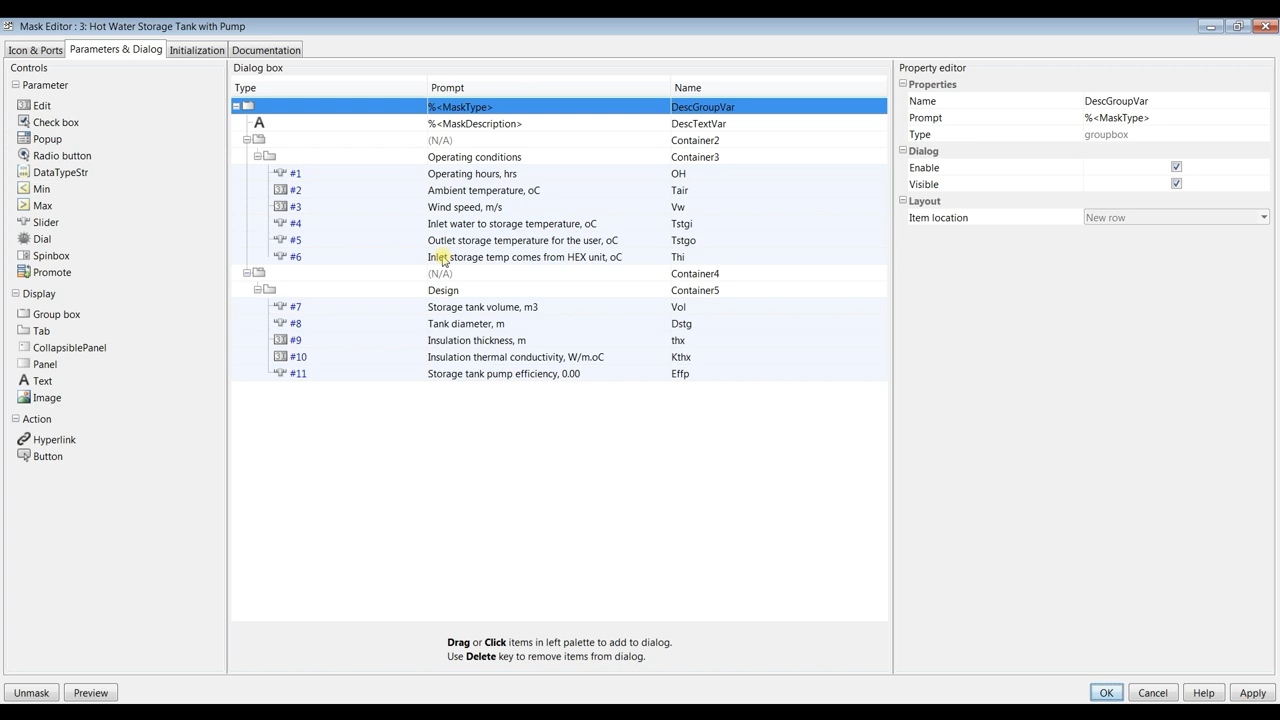 Mask Editor : 3: Hot Water Storage Tank with Pump
Icon & Ports
Parameters & Dialog
Initialization
Documentation
Controls
Parameter
Edit
Check box
Popup
Radio button
DataTypeStr
Min
Max
Slider
Dial
Spinbox
Promote
Display
Group box
Tab
CollapsiblePanel
Panel
Text
Image
Action
Hyperlink
Button
Dialog box
Type Prompt Name
%<MaskType> DescGroupVar
A %<MaskDescription> DescTextVar
(N/A) Container2
Operating conditions Container3
#1 Operating hours, hrs OH
#2 Ambient temperature, oC Tair
#3 Wind speed, m/s Vw
#4 Inlet water to storage temperature, oC Tstgi
#5 Outlet storage temperature for the user, oC Tstgo
#6 Inlet storage temp comes from HEX unit, oC Thi
(N/A) Container4
Design Container5
#7 Storage tank volume, m3 Vol
#8 Tank diameter, m Dstg
#9 Insulation thickness, m thx
#10 Insulation thermal conductivity, W/m.oC Kthx
#11 Storage tank pump efficiency, 0.00 Effp
Drag or Click items in left palette to add to dialog.
Use Delete key to remove items from dialog.
Property editor
Properties
Name DescGroupVar
Prompt %<MaskType>
Type groupbox
Dialog
Enable
Visible
Layout
Item location New row
Unmask
Preview
OK
Cancel
Help
Apply